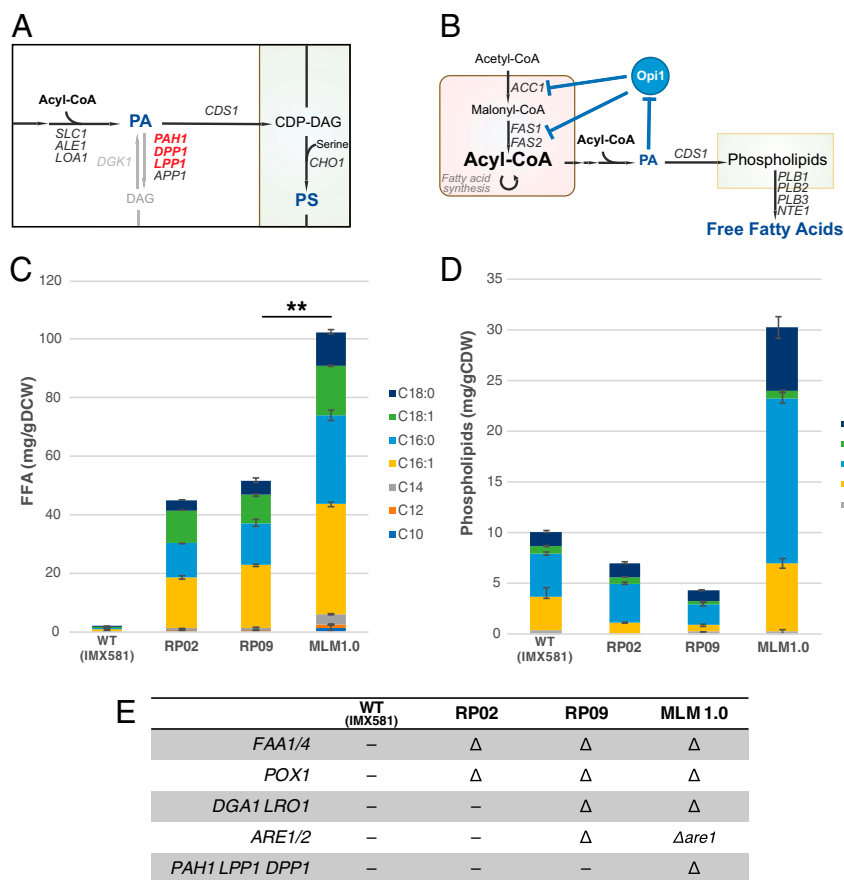 A
Acyl-CoA
PA
CDS1
CDP-DAG
SLC1
ALE1
LOA1
DGK1
PAH1
DPP1
LPP1
APP1
DAG
Serine
CHO1
PS
B
Acetyl-CoA
ACC1
Opi1
Malonyl-CoA
FAS1
FAS2
Acyl-CoA
Fatty acid
synthesis
Acyl-CoA
PA
CDS1
Phospholipids
PLB1
PLB2
PLB3
NTE1
Free Fatty Acids
C
FFA (mg/gDCW)
120
100
80
60
40
20
0
**
WT
(IMX581)
RP02
RP09
MLM1.0
C18:0
C18:1
C16:0
C16:1
C14
C12
C10
D
Phospholipids (mg/gCDW)
35
30
25
20
15
10
5
0
WT
(IMX581)
RP02
RP09
MLM1.0
E
WT (IMX581) RP02 RP09 MLM 1.0
FAA1/4 – Δ Δ Δ
POX1 – Δ Δ Δ
DGA1 LRO1 – – Δ Δ
ARE1/2 – – Δ Δare1
PAH1 LPP1 DPP1 – – – Δ